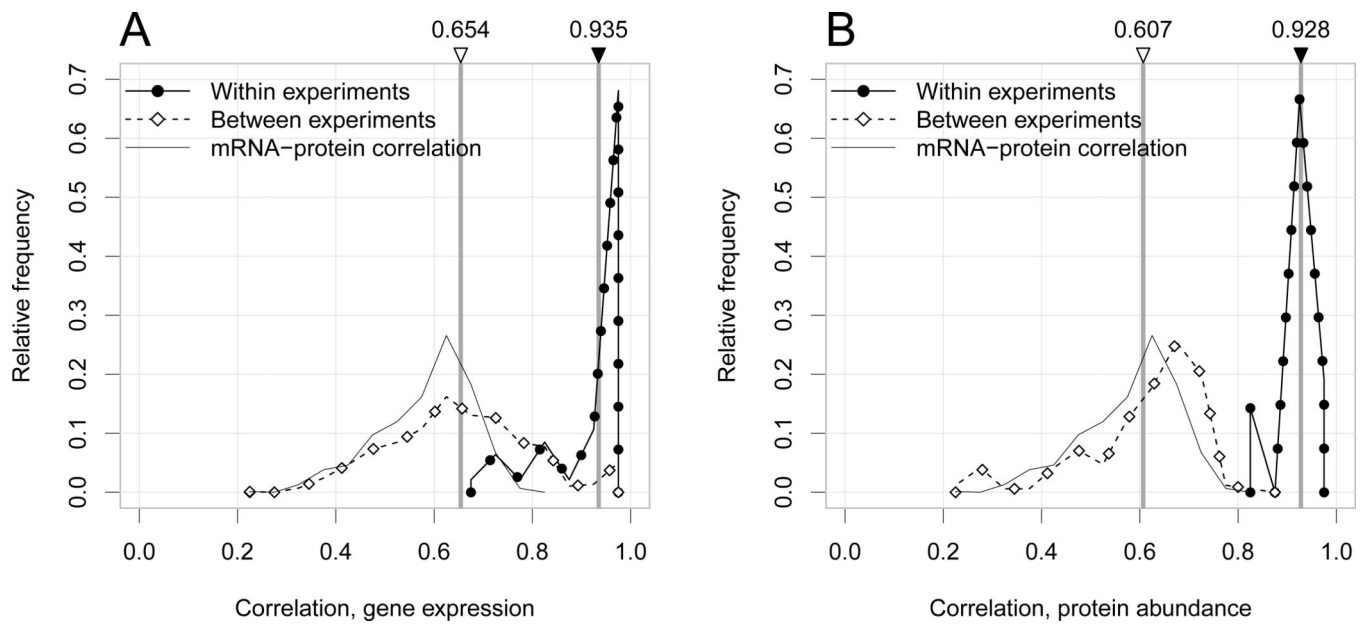 A
0.654
0.935
Within experiments
Between experiments
mRNA−protein correlation
Relative frequency
0.7
0.6
0.5
0.4
0.3
0.2
0.1
0.0
0.0 0.2 0.4 0.6 0.8 1.0
Correlation, gene expression
B
0.607
0.928
Within experiments
Between experiments
mRNA−protein correlation
Relative frequency
0.7
0.6
0.5
0.4
0.3
0.2
0.1
0.0
0.0 0.2 0.4 0.6 0.8 1.0
Correlation, protein abundance